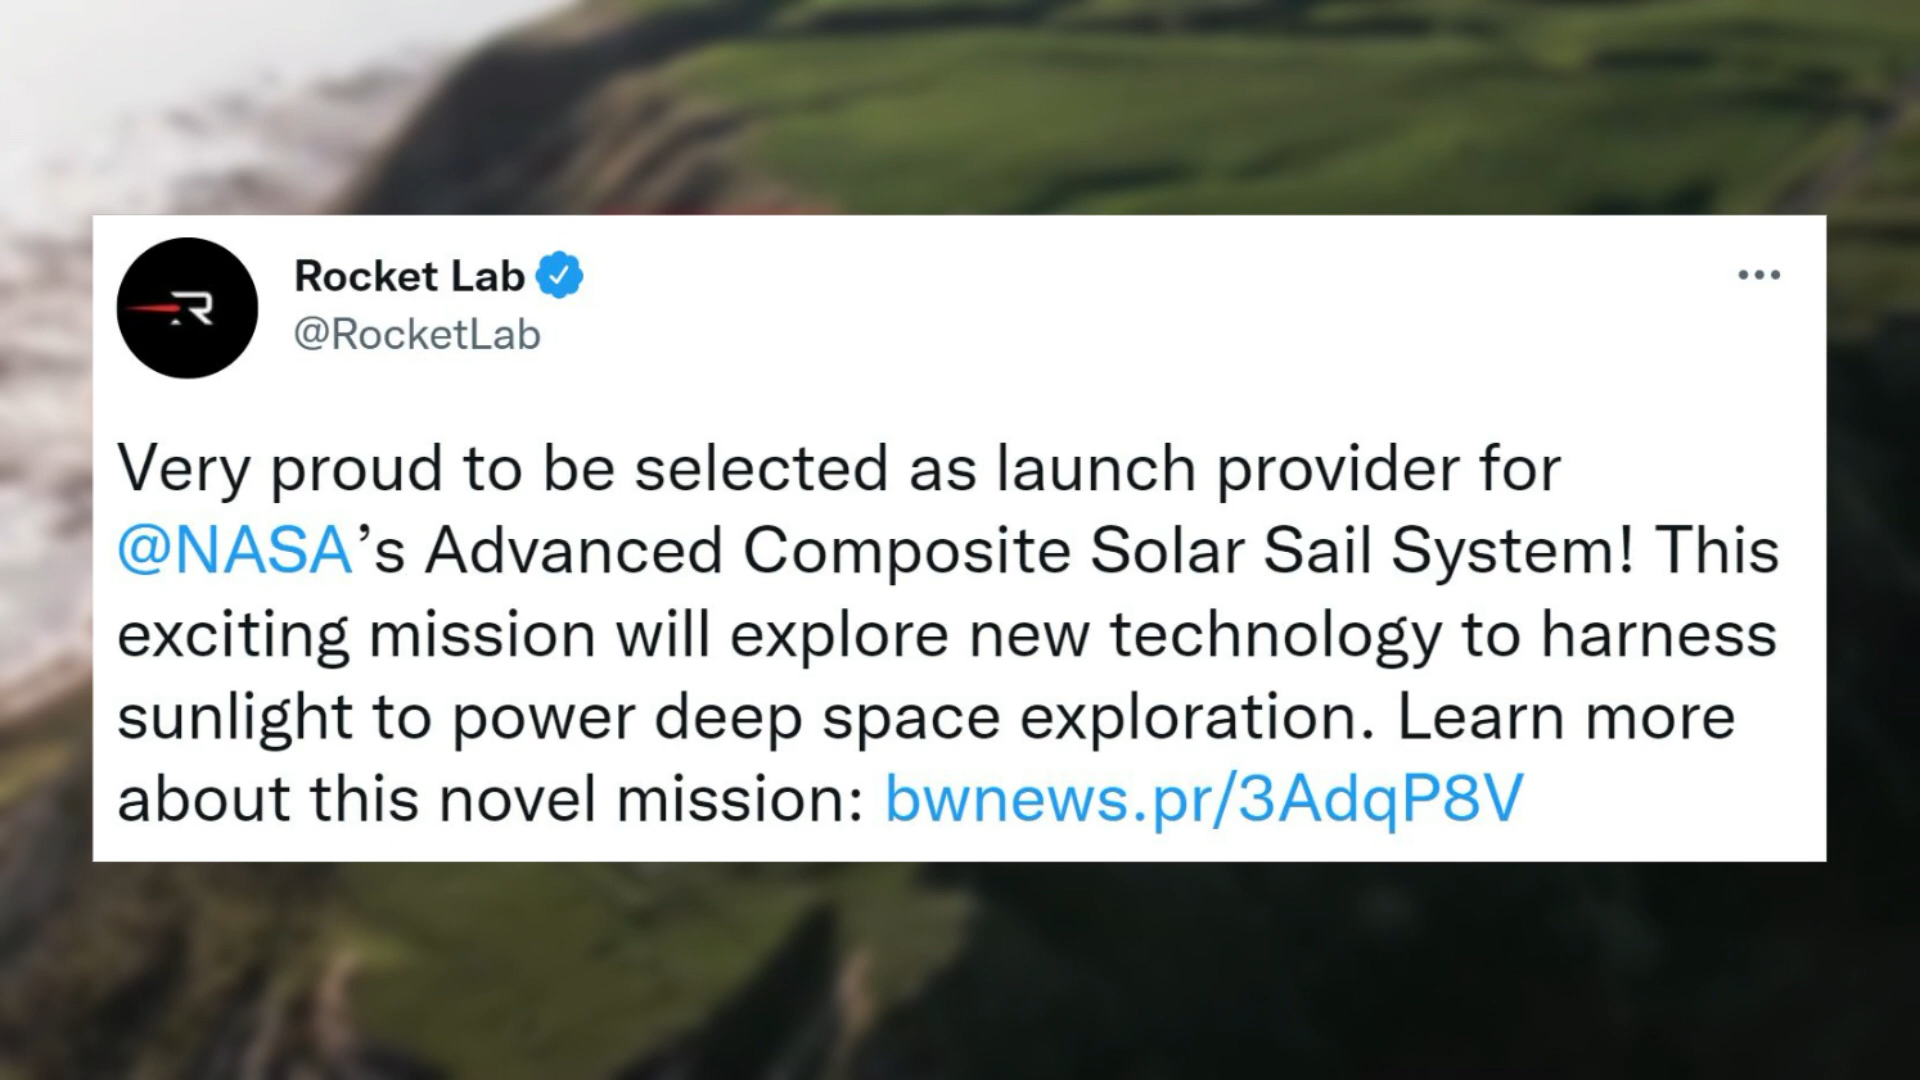 Rocket Lab
@RocketLab
Very proud to be selected as launch provider for
@NASA’s Advanced Composite Solar Sail System! This
exciting mission will explore new technology to harness
sunlight to power deep space exploration. Learn more
about this novel mission: bwnews.pr/3AdqP8V